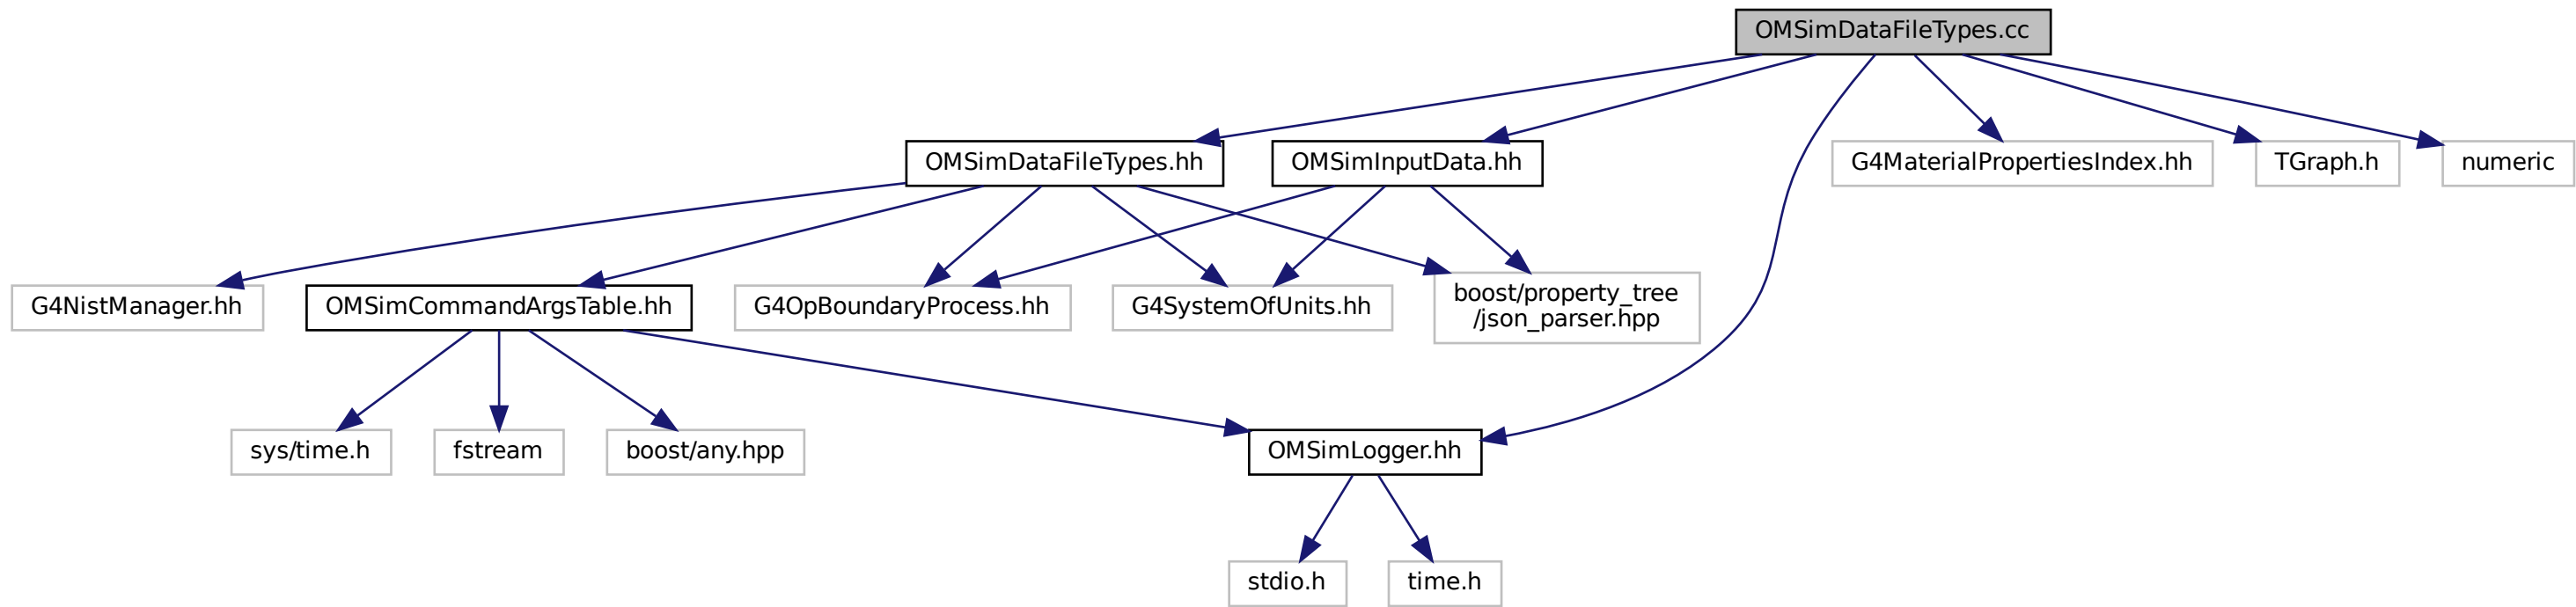 OMSimDataFileTypes.cc
OMSimDataFileTypes.hh
OMSimInputData.hh
G4MaterialPropertiesIndex.hh
TGraph.h
numeric
G4NistManager.hh
OMSimCommandArgsTable.hh
G4OpBoundaryProcess.hh
G4SystemOfUnits.hh
boost/property_tree
/json_parser.hpp
sys/time.h
fstream
boost/any.hpp
OMSimLogger.hh
stdio.h
time.h